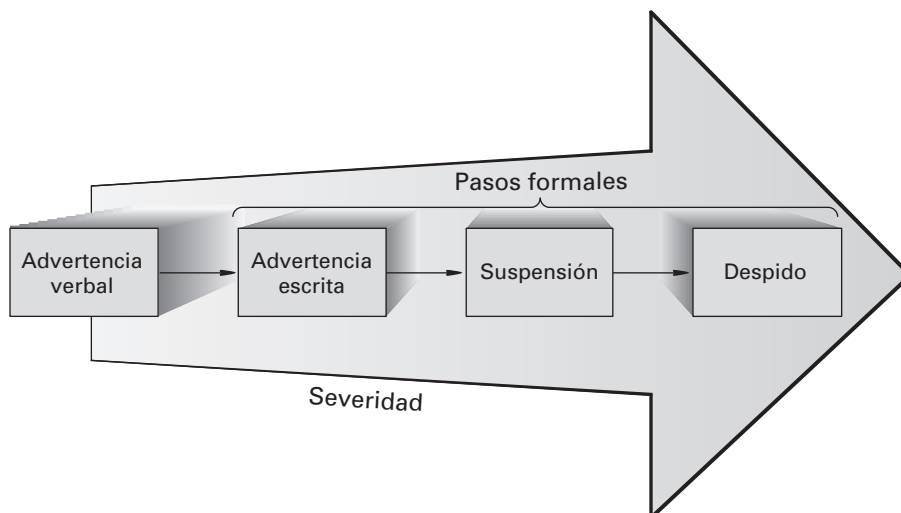 Pasos formales
Advertencia
verbal
Advertencia
escrita
Suspensión
Despido
Severidad